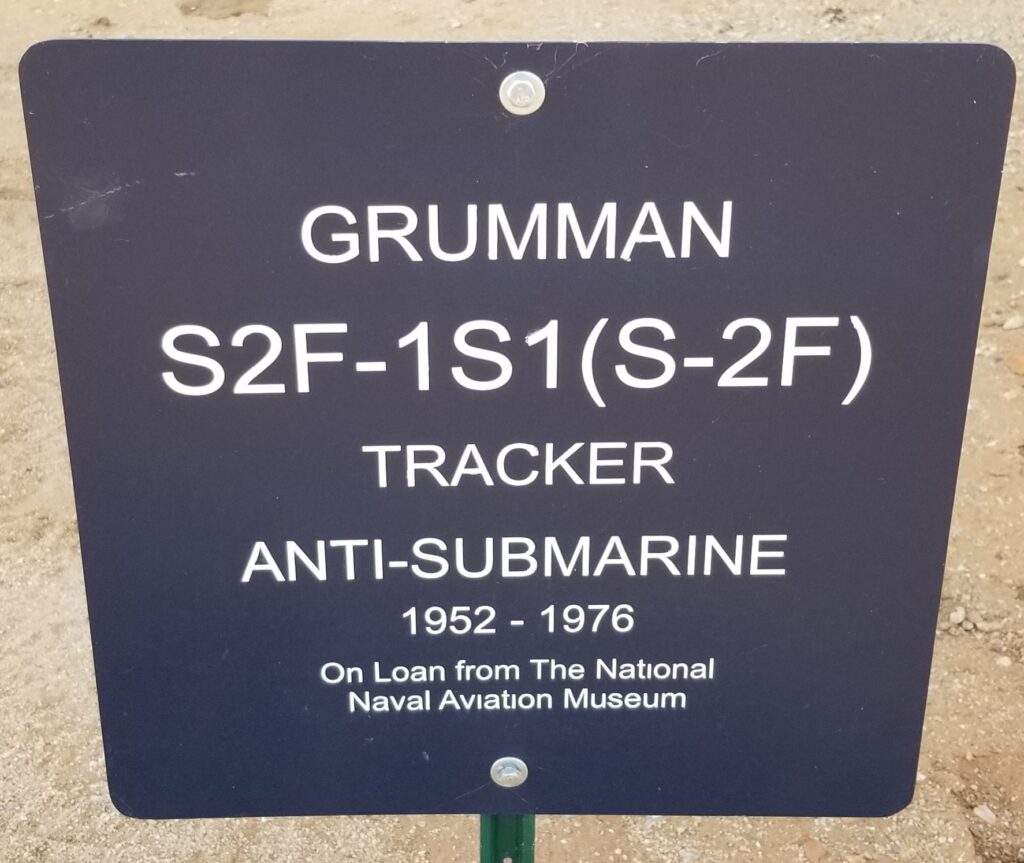 GRUMMAN
S2F-1S1(S-2F)
TRACKER
ANTI-SUBMARINE
1952 - 1976
On Loan from The National
Naval Aviation Museum